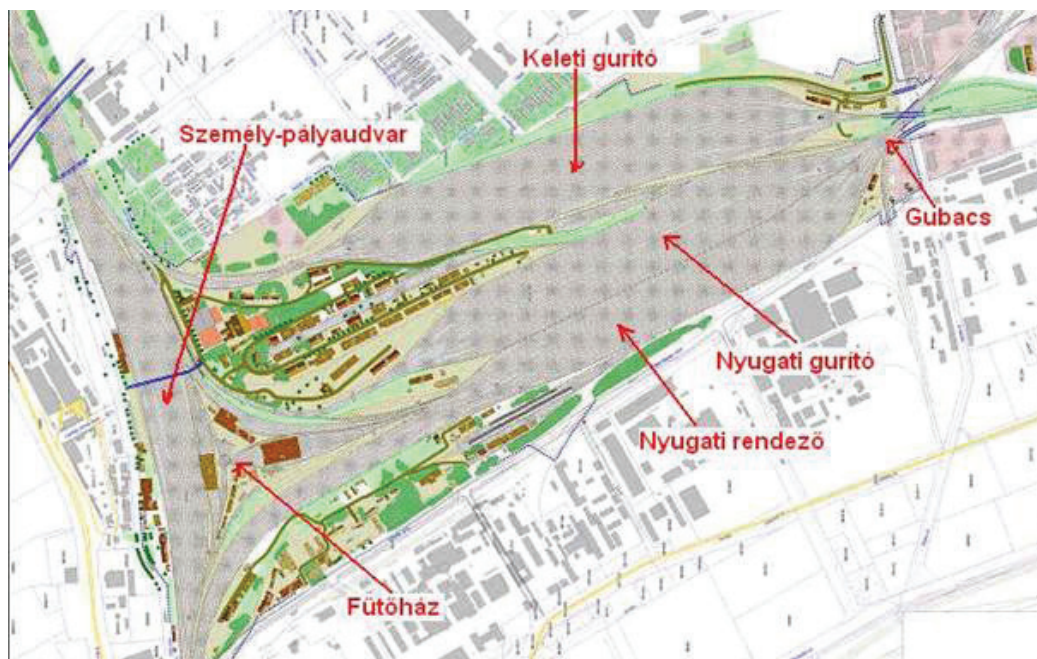 Keleti gurító
Személy-pályaudvar
Gubacs
Nyugati gurító
Nyugati rendező
Fűtőház